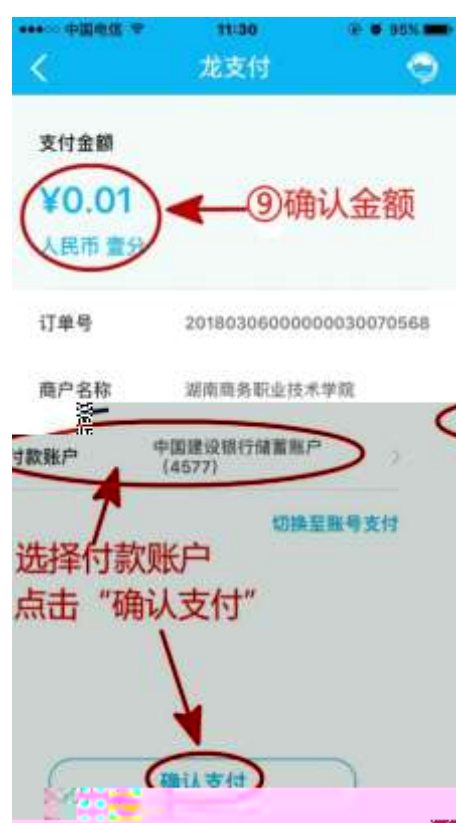 中国电信 11:30 95%
龙支付
支付金额
¥0.01
⑨确认金额
人民币 壹分
订单号 20180306000000030070568
商户名称 湖南商务职业技术学院
付款账户 中国建设银行储蓄账户
(4577)
切换至账号支付
选择付款账户
点击“确认支付”
确认支付